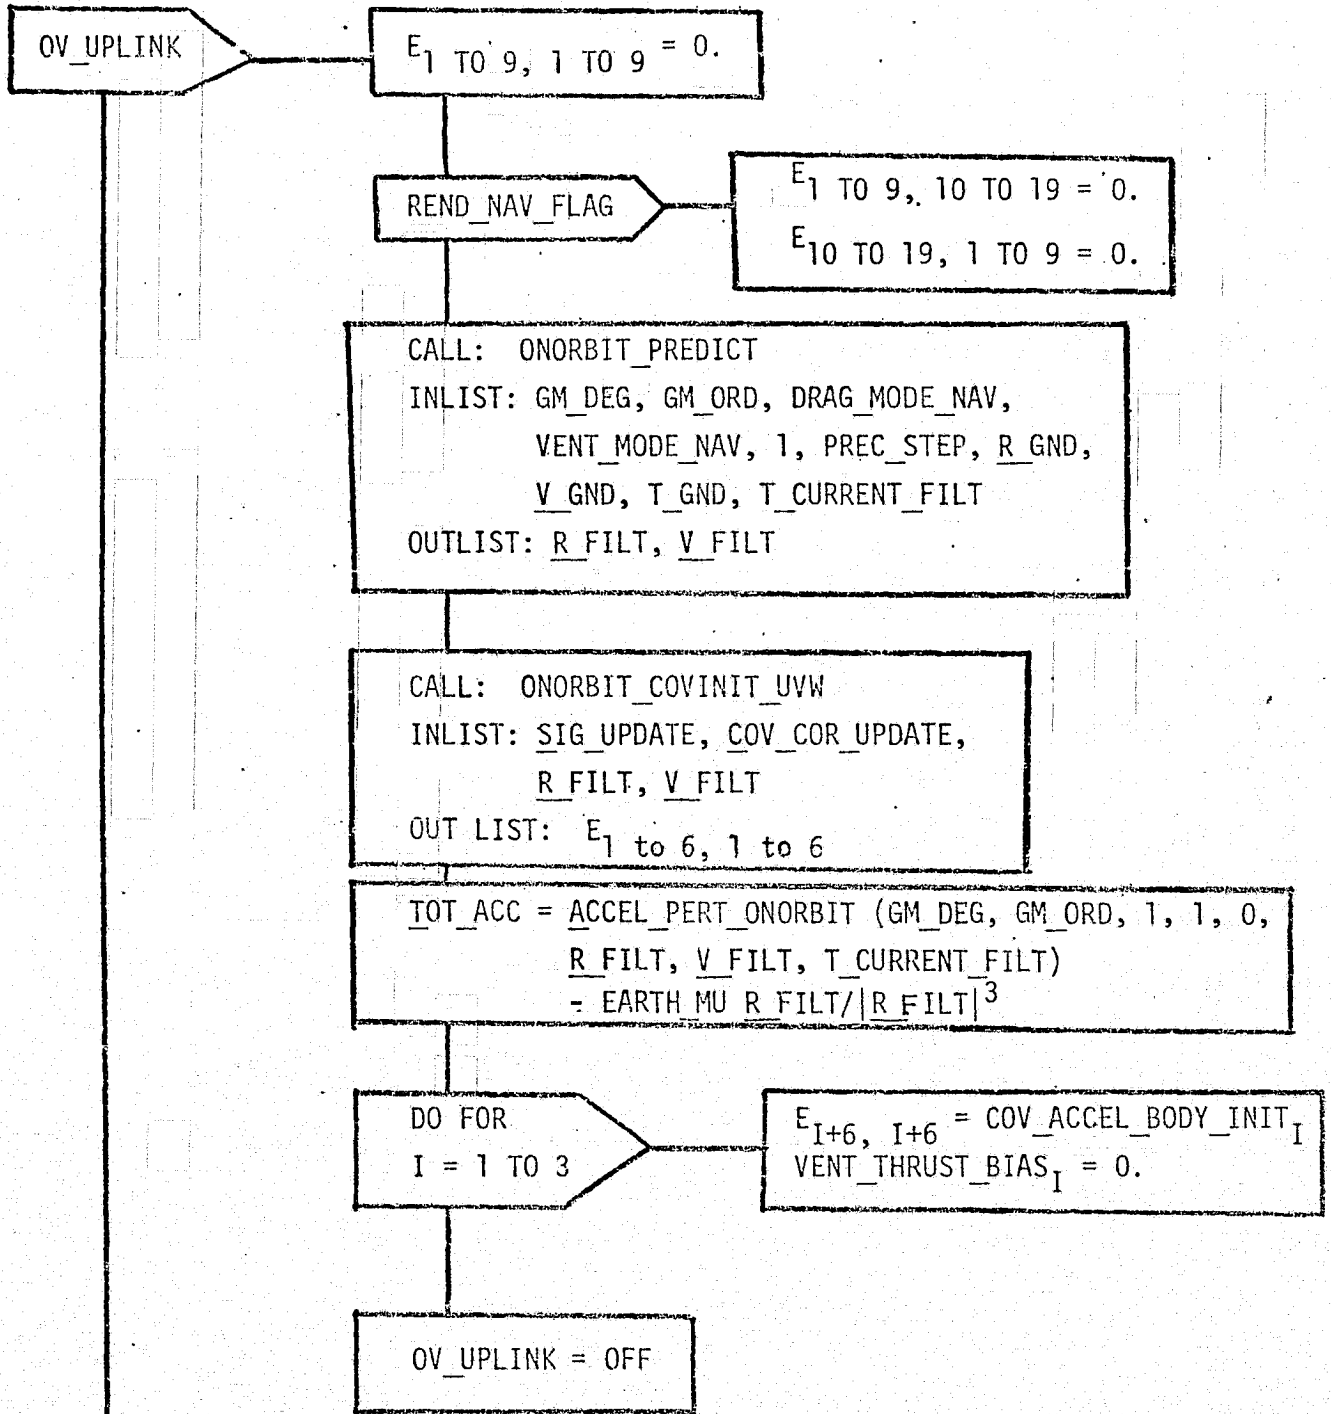 OV_UPLINK
E1 TO 9, 1 TO 9 = 0.
REND_NAV_FLAG
E1 TO 9, 10 TO 19 = 0.
E10 TO 19, 1 TO 9 = 0.
CALL: ONORBIT_PREDICT
INLIST: GM_DEG, GM_ORD, DRAG_MODE_NAV,
VENT_MODE_NAV, 1, PREC_STEP, R_GND,
V_GND, T_GND, T_CURRENT_FILT
OUTLIST: R_FILT, V_FILT
CALL: ONORBIT_COVINIT_UVW
INLIST: SIG_UPDATE, COV_COR_UPDATE,
R_FILT, V_FILT
OUT LIST: E1 to 6, 1 to 6
TOT_ACC = ACCEL_PERT_ONORBIT (GM_DEG, GM_ORD, 1, 1, 0,
R_FILT, V_FILT, T_CURRENT_FILT)
- EARTH_MU R_FILT/|R_FILT|3
DO FOR
I = 1 TO 3
EI+6, I+6 = COV_ACCEL_BODY_INITI
VENT_THRUST_BIASI = 0.
OV_UPLINK = OFF